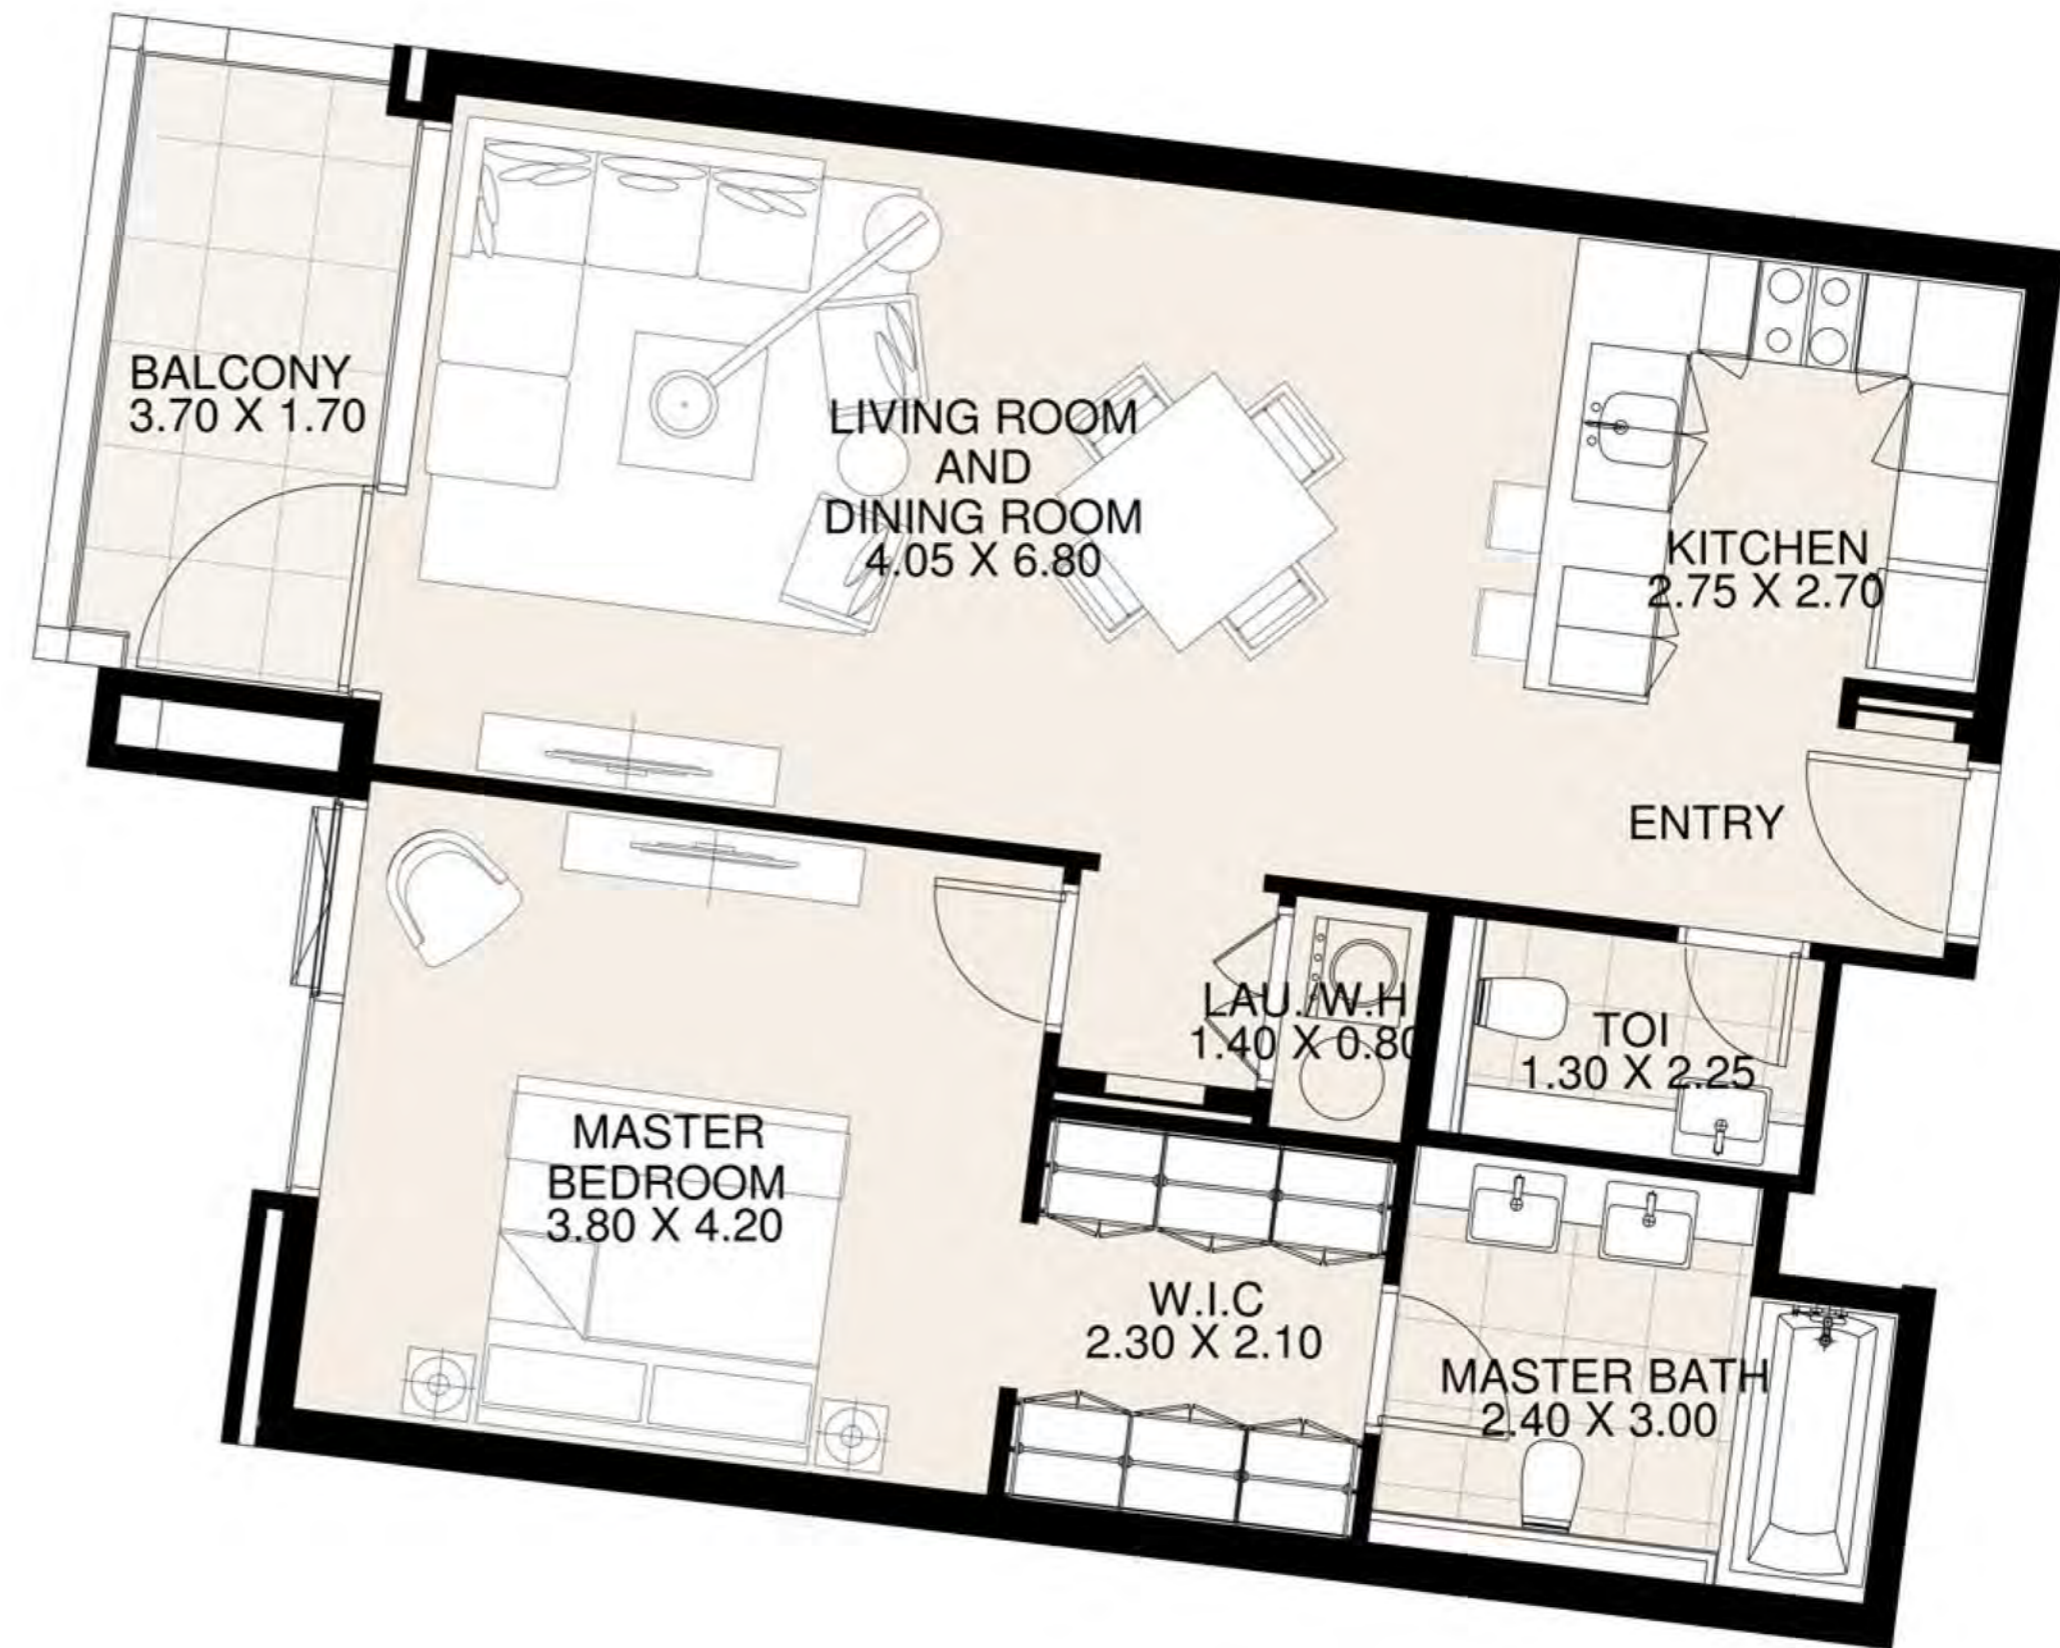 BALCONY
3.70 X 1.70
LIVING ROOM
AND
DINING ROOM
4.05 X 6.80
KITCHEN
2.75 X 2.70
ENTRY
LAU./W.H
1.40 X 0.80
TOI
1.30 X 2.25
MASTER
BEDROOM
3.80 X 4.20
W.I.C
2.30 X 2.10
MASTER BATH
2.40 X 3.00